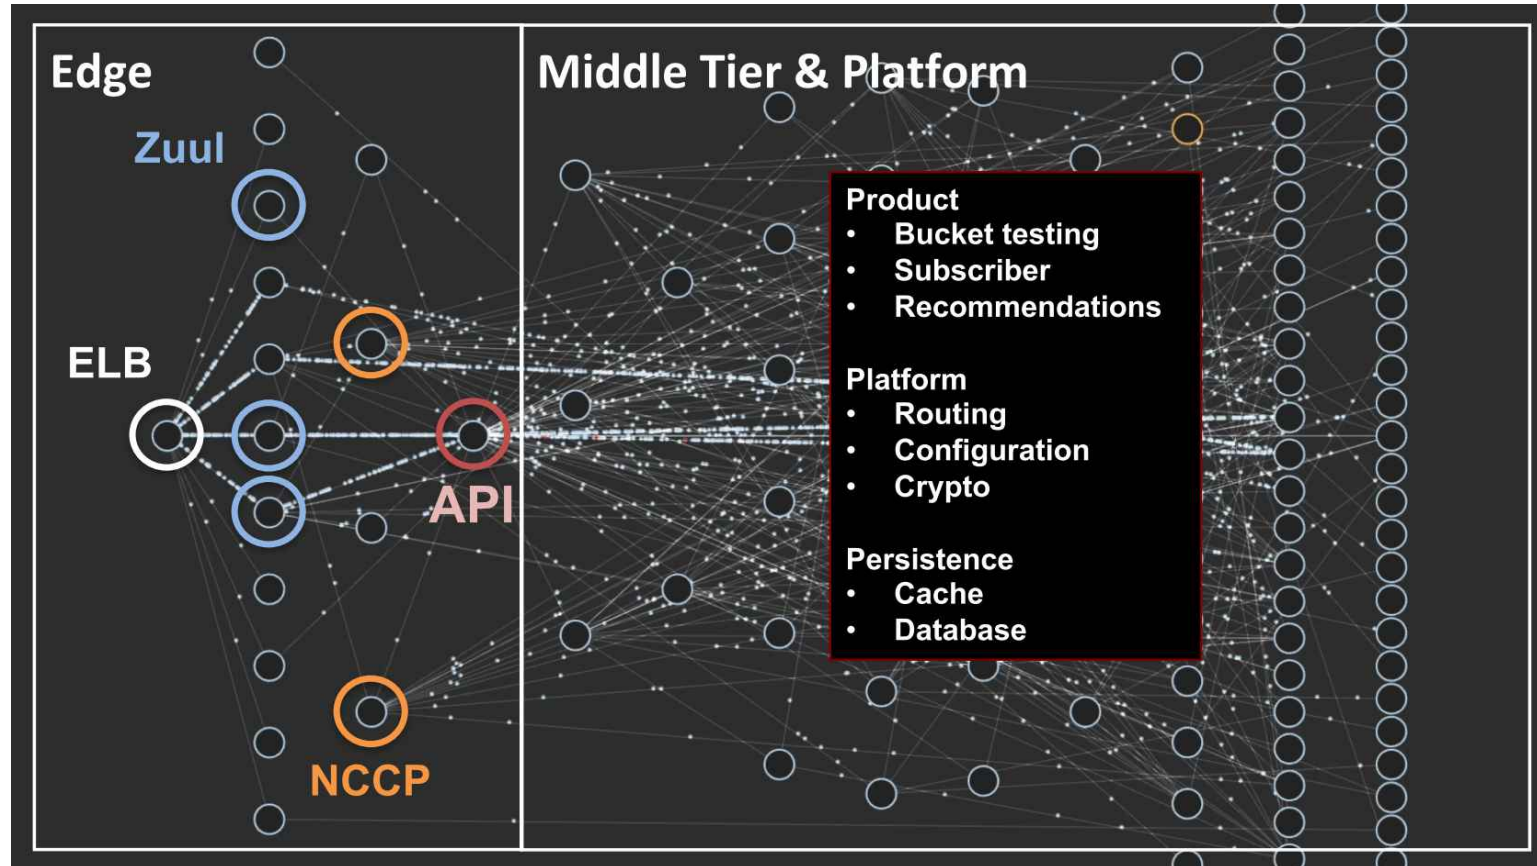 Edge
Middle Tier & Platform
Zuul
ELB
API
NCCP
Product
• Bucket testing
• Subscriber
• Recommendations
Platform
• Routing
• Configuration
• Crypto
Persistence
• Cache
• Database